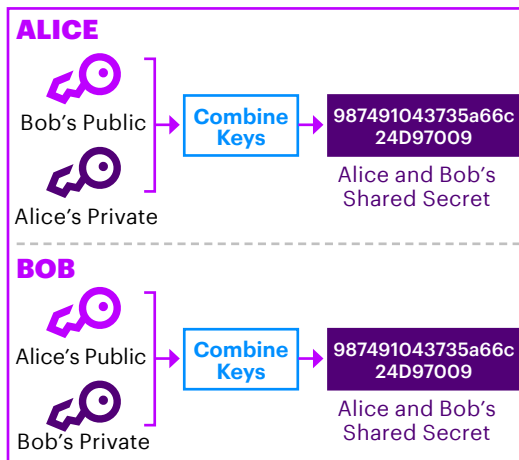 ALICE
Bob's Public
Alice's Private
Combine
Keys
987491043735a66c
24D97009
Alice and Bob's
Shared Secret
BOB
Alice's Public
Bob's Private
Combine
Keys
987491043735a66c
24D97009
Alice and Bob's
Shared Secret